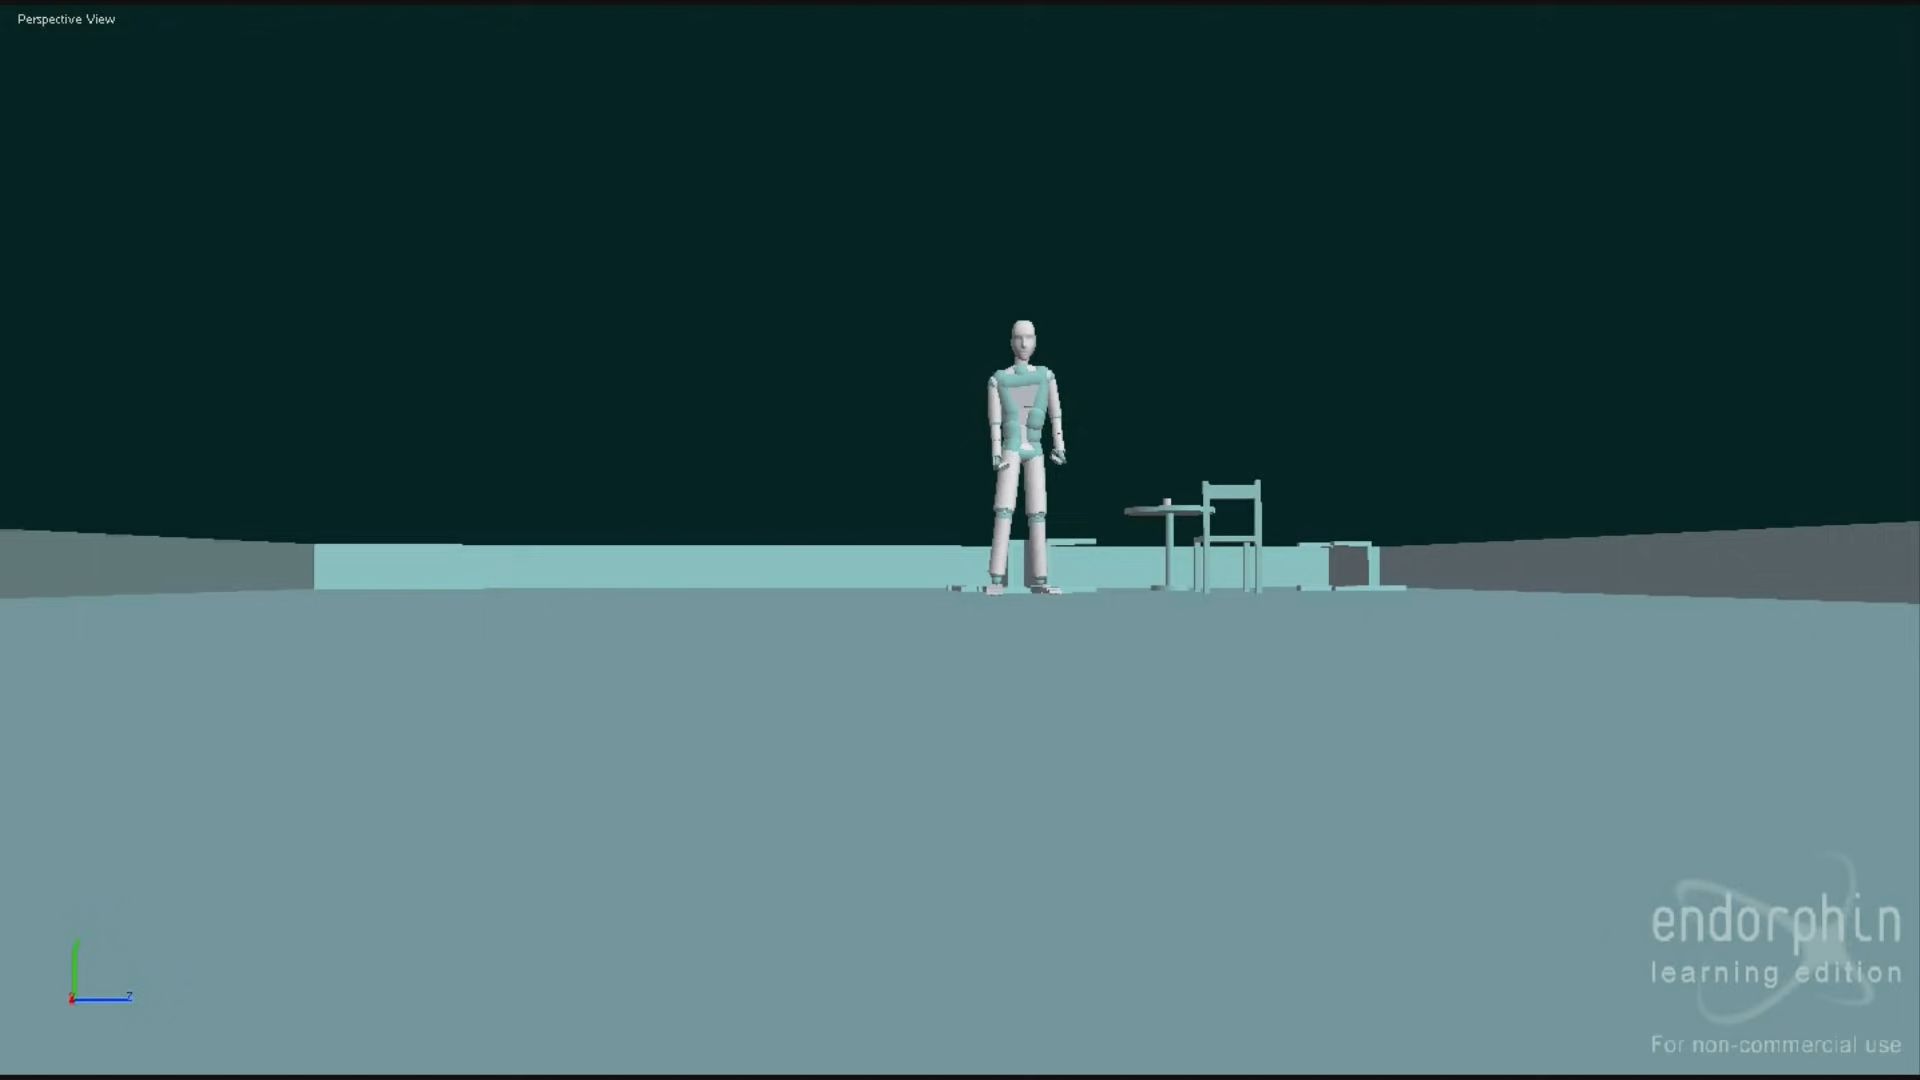 Perspective View
endorphin
learning edition
For non-commercial use
z